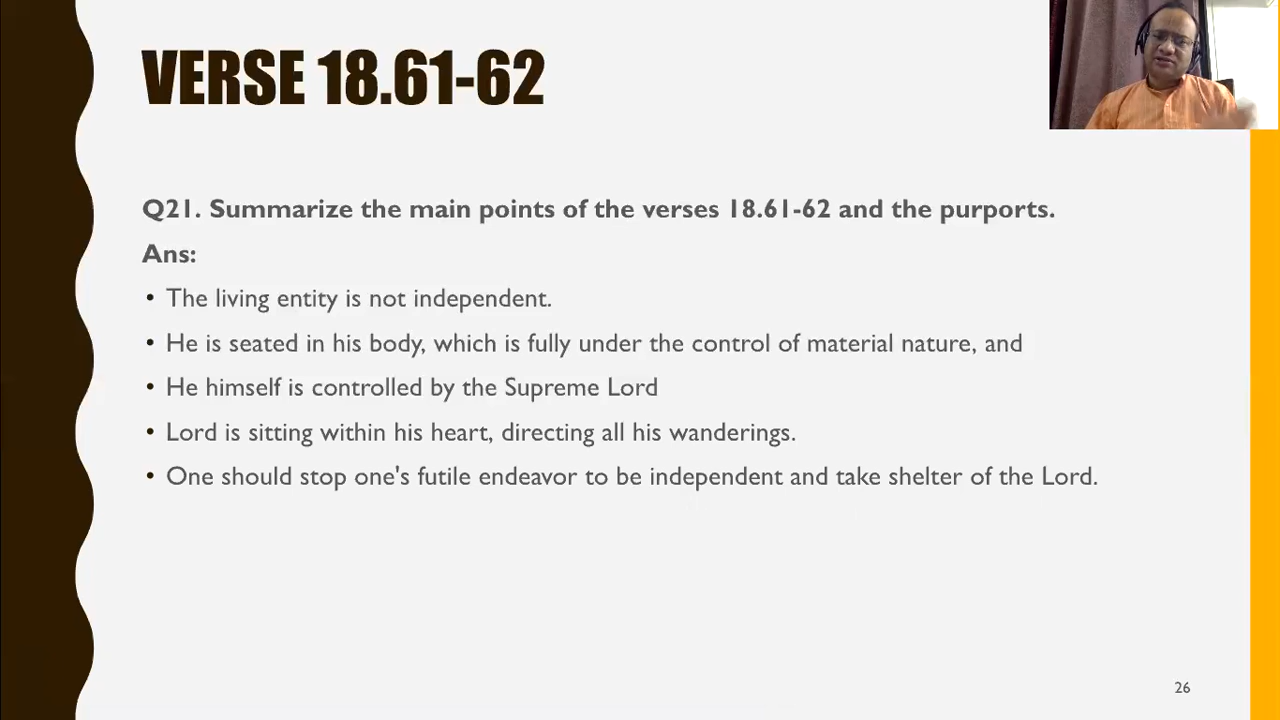 VERSE 18.61-62
Q21. Summarize the main points of the verses 18.61-62 and the purports.
Ans:
• The living entity is not independent.
• He is seated in his body, which is fully under the control of material nature, and
• He himself is controlled by the Supreme Lord
• Lord is sitting within his heart, directing all his wanderings.
• One should stop one's futile endeavor to be independent and take shelter of the Lord.
26